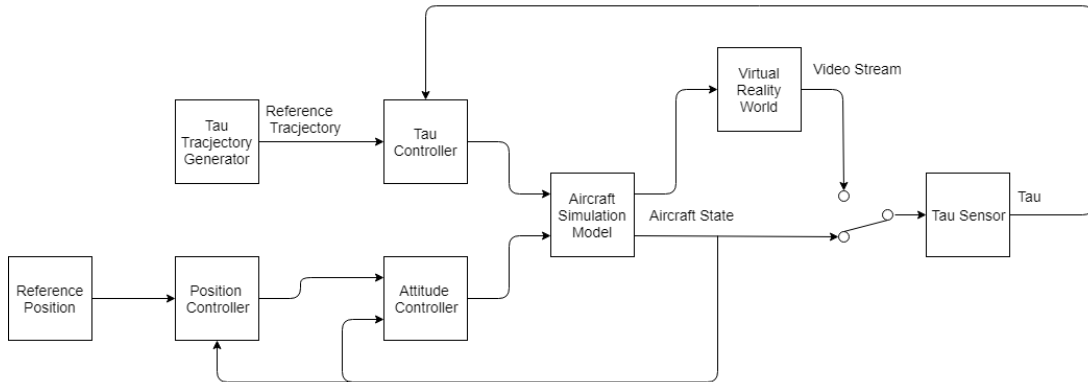 Virtual
Reality
World
Video Stream
Tau
Tracjectory
Generator
Reference
Tracjectory
Tau
Controller
Aircraft
Simulation
Model
Aircraft State
Tau Sensor
Tau
Reference
Position
Position
Controller
Attitude
Controller